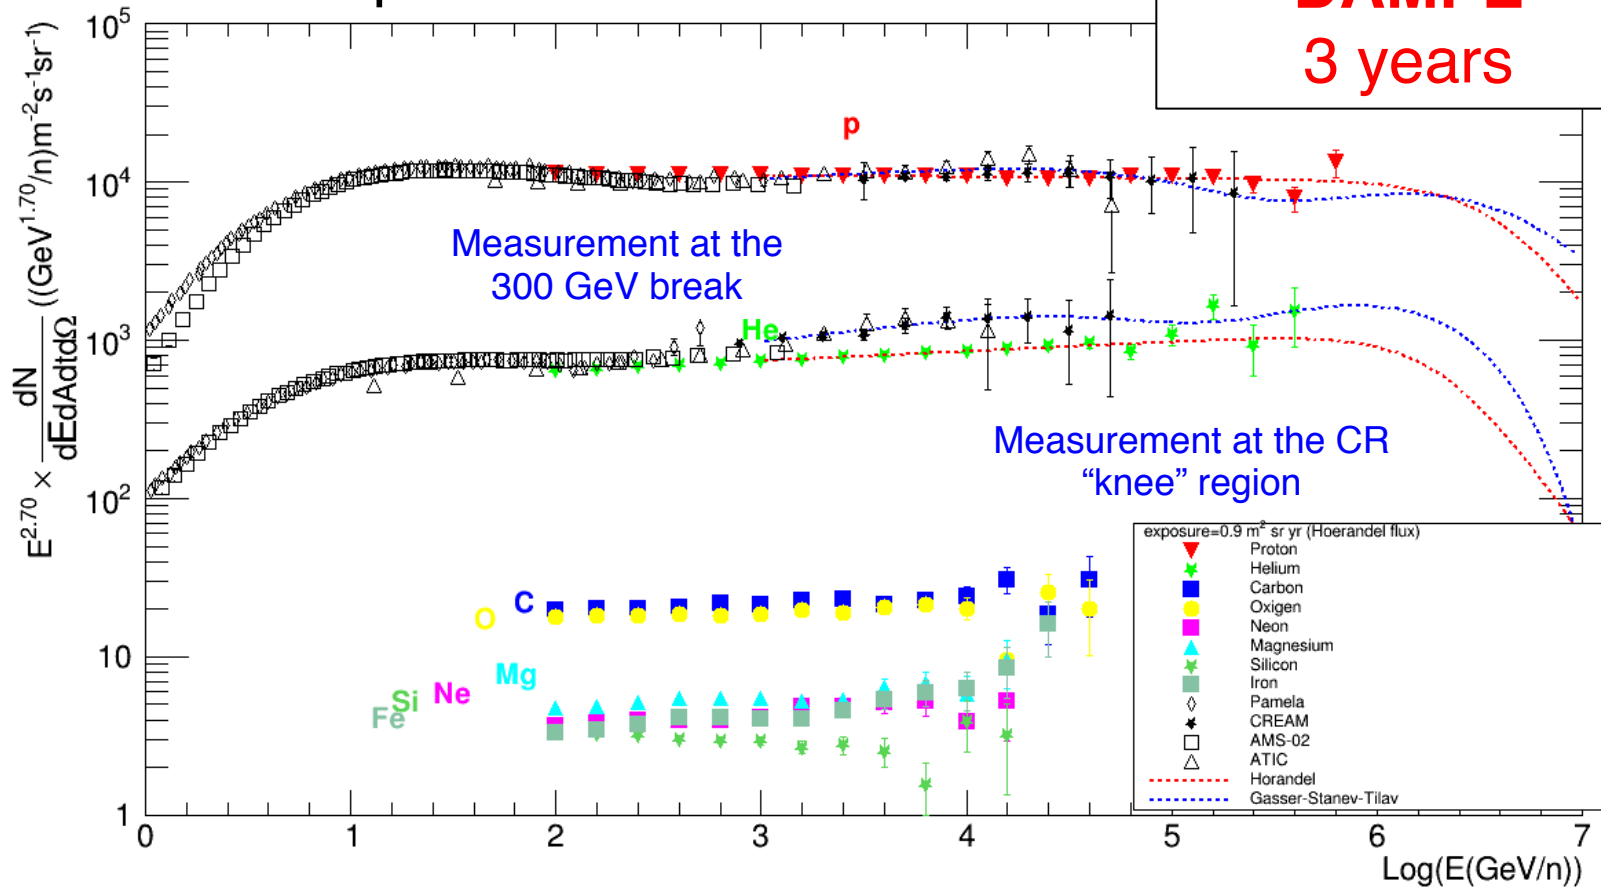 3 years
10^5
10^4
10^3
10^2
10
1
E^2.70 × dN/dEdAdtdΩ ((GeV^1.70/n)m^-2s^-1sr^-1)
p
Measurement at the
300 GeV break
He
Measurement at the CR
“knee” region
C
O
Mg
Ne
Si
Fe
exposure=0.9 m^2 sr yr (Hoerandel flux)
Proton
Helium
Carbon
Oxigen
Neon
Magnesium
Silicon
Iron
Pamela
CREAM
AMS-02
ATIC
Horandel
Gasser-Stanev-Tilav
0 1 2 3 4 5 6 7
Log(E(GeV/n))